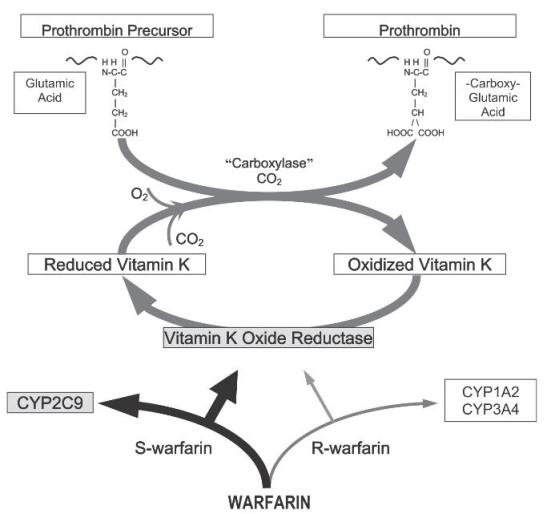 Prothrombin Precursor
Prothrombin
Glutamic
Acid
O
H H ||
N-C-C
|
CH₂
|
CH₂
|
COOH
O
H H ||
N-C-C
|
CH₂
|
CH
/ \
HOOC COOH
-Carboxy-
Glutamic
Acid
“Carboxylase”
CO₂
O₂
CO₂
Reduced Vitamin K
Oxidized Vitamin K
Vitamin K Oxide Reductase
CYP2C9
CYP1A2
CYP3A4
S-warfarin
R-warfarin
WARFARIN